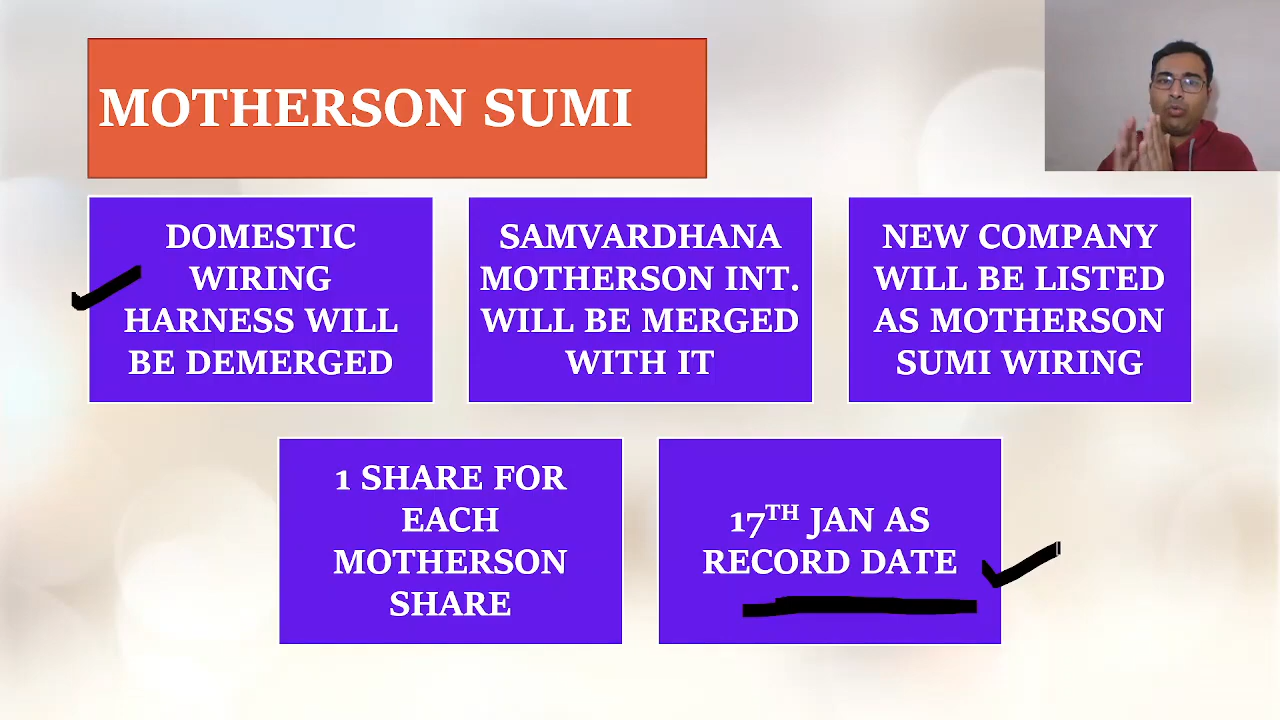 MOTHERSON SUMI
DOMESTIC
WIRING
HARNESS WILL
BE DEMERGED
SAMVARDHANA
MOTHERSON INT.
WILL BE MERGED
WITH IT
NEW COMPANY
WILL BE LISTED
AS MOTHERSON
SUMI WIRING
1 SHARE FOR
EACH
MOTHERSON
SHARE
17TH JAN AS
RECORD DATE